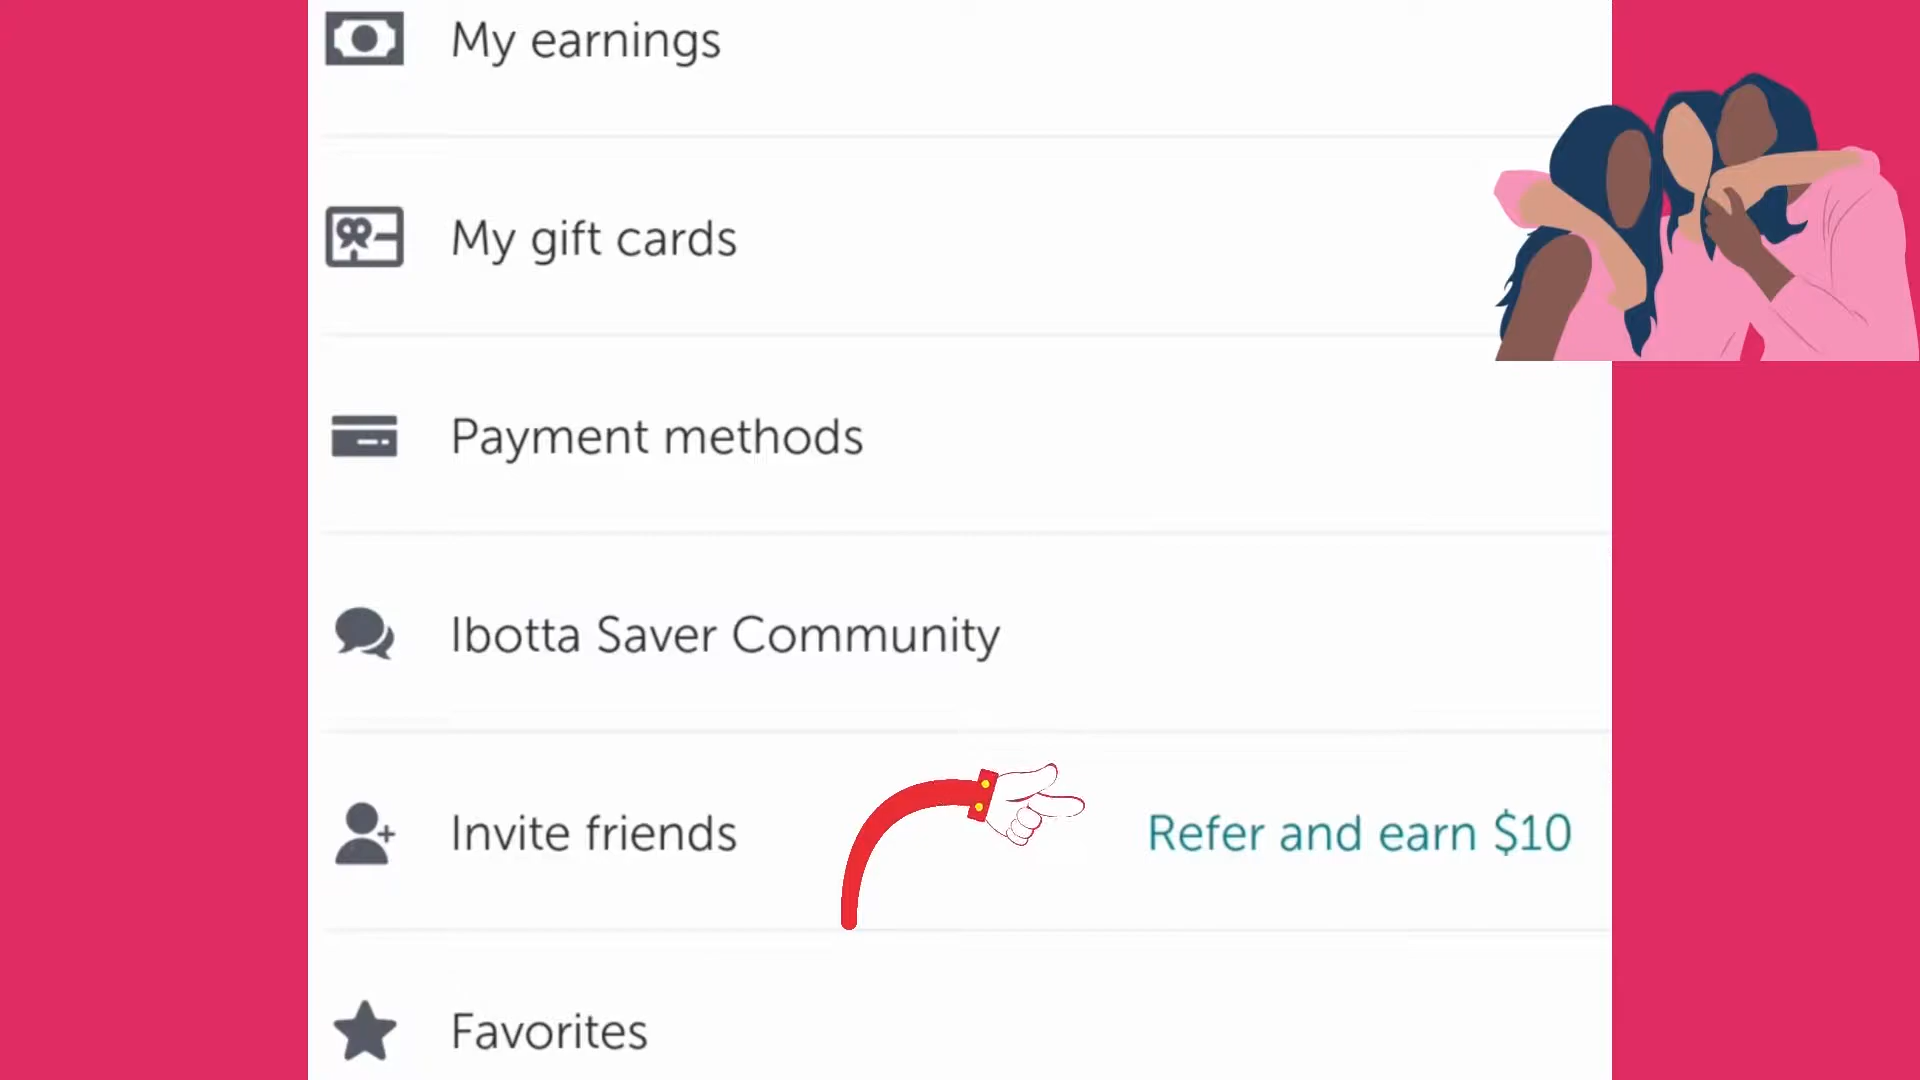 My earnings
My gift cards
Payment methods
Ibotta Saver Community
Invite friends
Refer and earn $10
Favorites